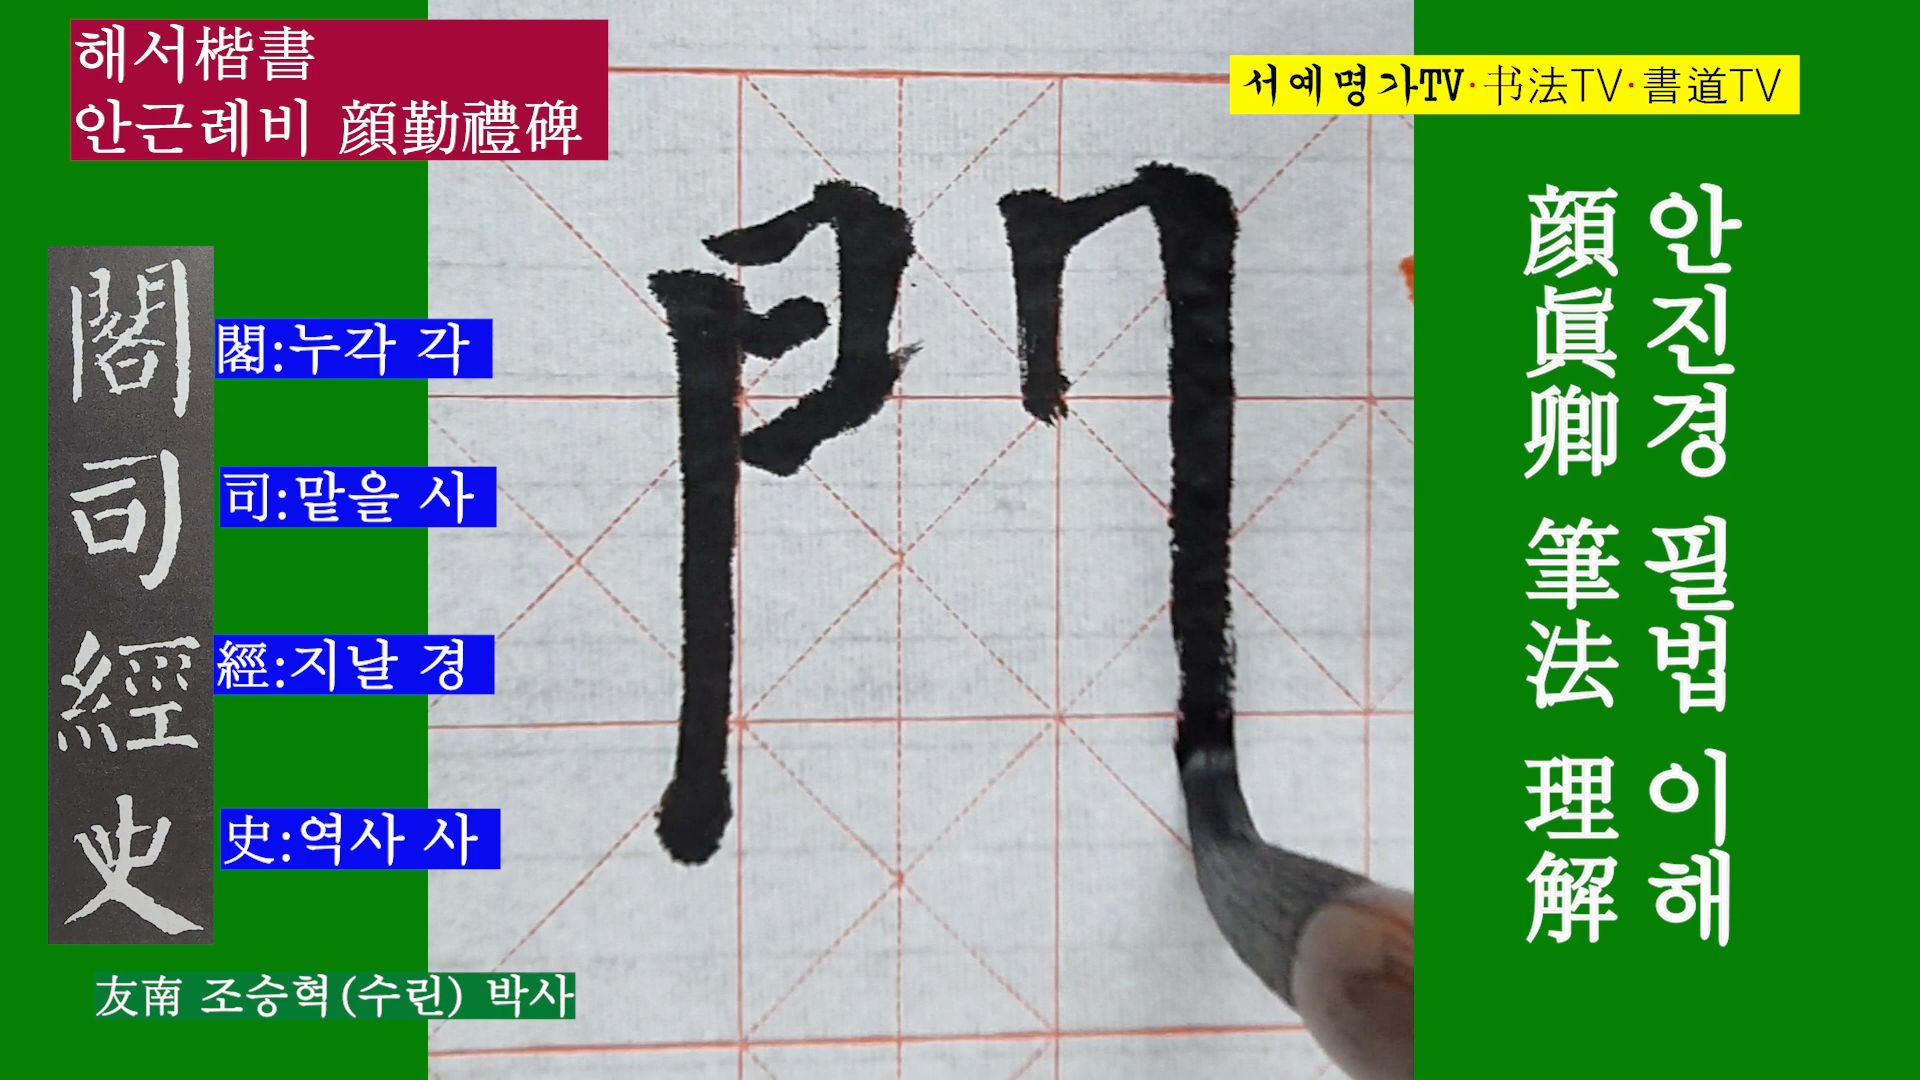 해서楷書
안근례비 顔勤禮碑
서예명가TV·书法TV·書道TV
閣司經史
閣:누각 각
司:맡을 사
經:지날 경
史:역사 사
안진경 필법 이해
顔眞卿 筆法 理解
友南 조승혁(수린) 박사